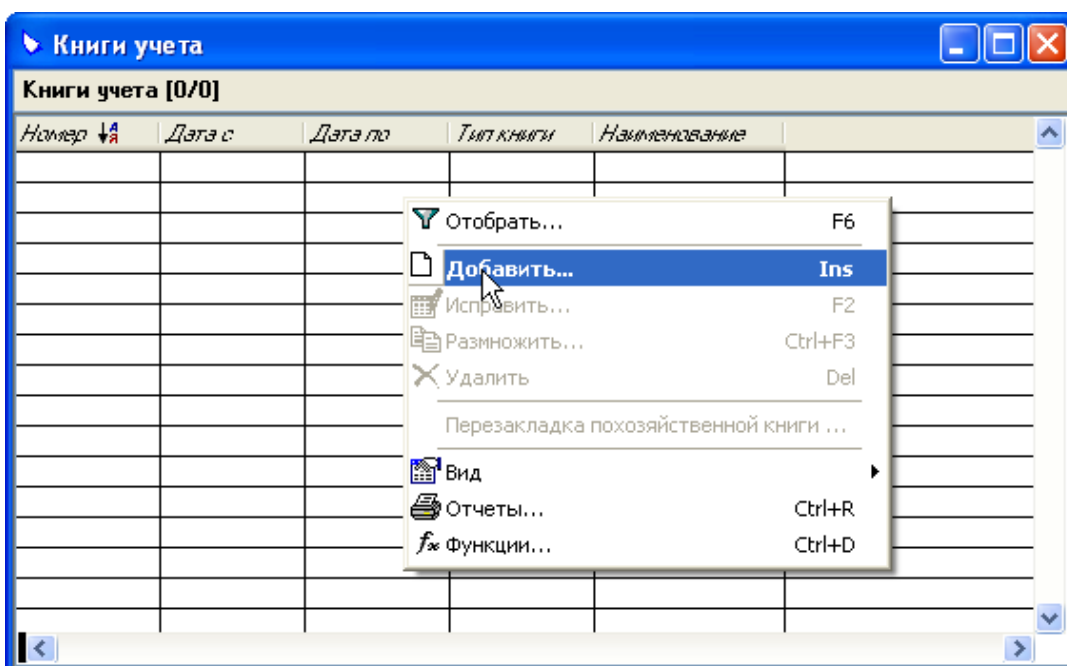 Книги учета
Книги учета [0/0]
Номер Дата с Дата по Тип книги Наименование
Отобрать... F6
Добавить... Ins
Исправить... F2
Размножить... Ctrl+F3
Удалить Del
Перезакладка похозяйственной книги ...
Вид
Отчеты... Ctrl+R
Функции... Ctrl+D